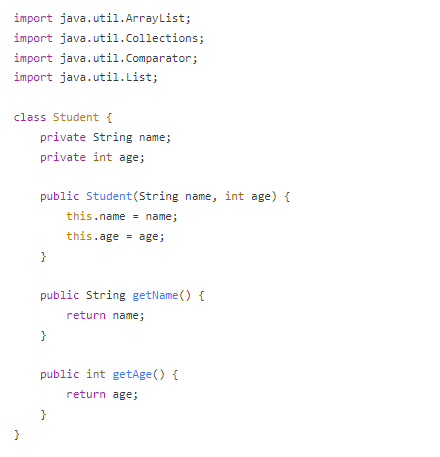 import java.util.ArrayList;
import java.util.Collections;
import java.util.Comparator;
import java.util.List;

class Student {
    private String name;
    private int age;

    public Student(String name, int age) {
        this.name = name;
        this.age = age;
    }

    public String getName() {
        return name;
    }

    public int getAge() {
        return age;
    }
}